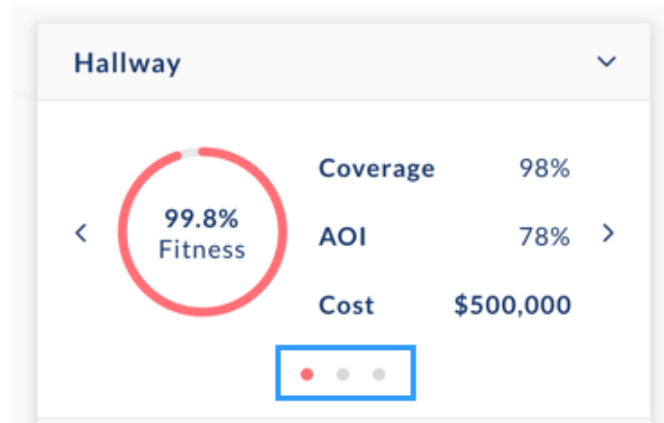 Hallway
Coverage 98%
99.8%
Fitness
AOI 78%
Cost $500,000